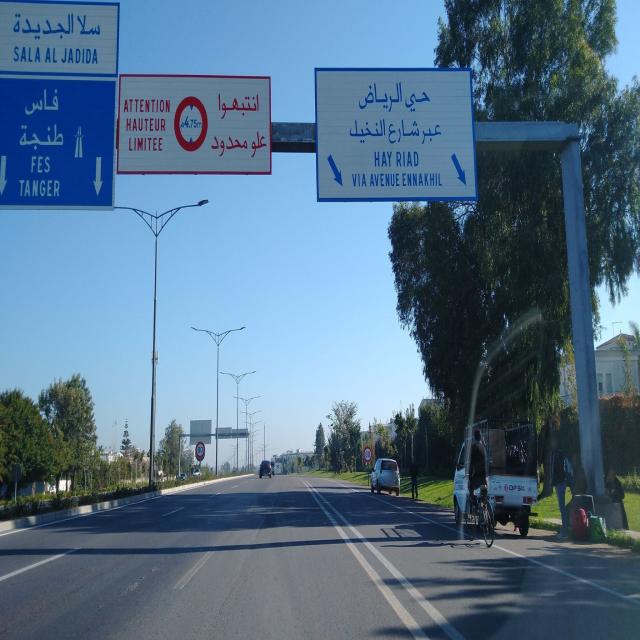 سلا الجديدة
SALA AL JADIDA
فاس
طنجة
FES
TANGER
ATTENTION
HAUTEUR
LIMITEE
4.75m
انتبهوا
علو محدود
حي الرياض
عبر شارع النخيل
HAY RIAD
VIA AVENUE ENNAKHIL